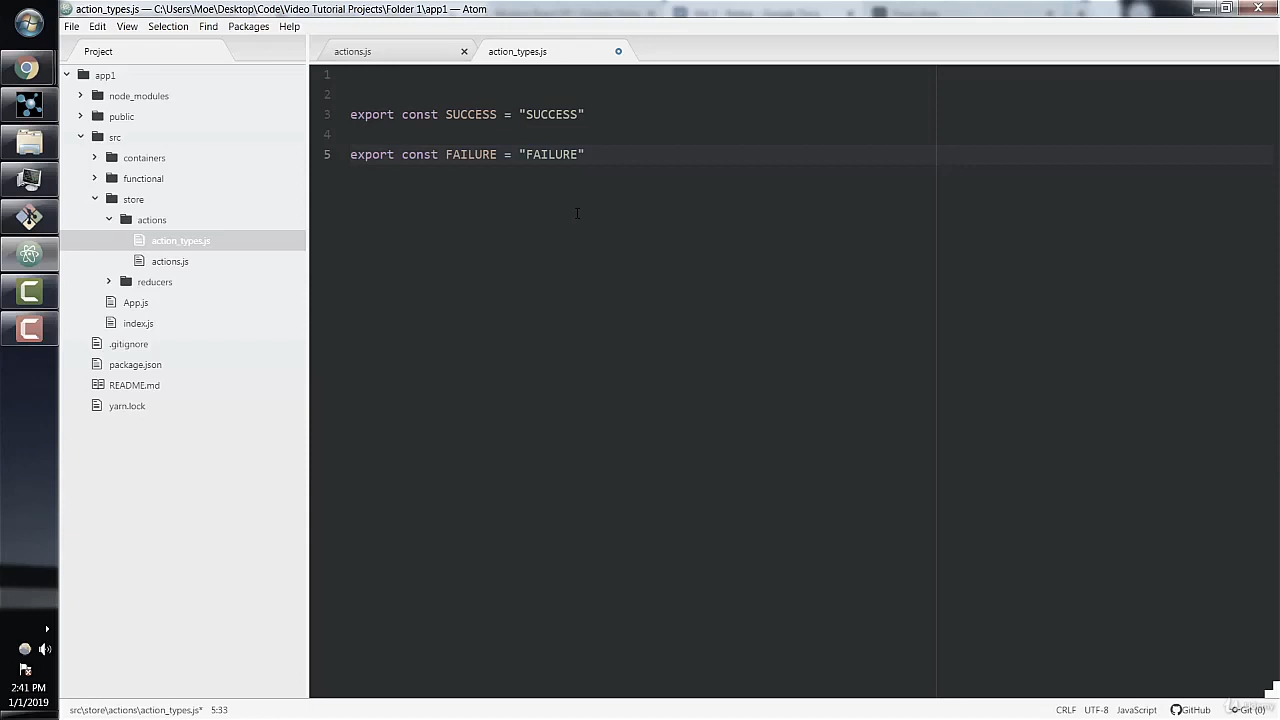 action_types.js — C:\Users\Moe\Desktop\Code\Video Tutorial Projects\Folder 1\app1 — Atom
File Edit View Selection Find Packages Help
Project
actions.js
action_types.js
app1
node_modules
public
src
containers
functional
store
actions
action_types.js
actions.js
reducers
App.js
index.js
.gitignore
package.json
README.md
yarn.lock
1
2
3 export const SUCCESS = "SUCCESS"
4
5 export const FAILURE = "FAILURE"
2:41 PM
1/1/2019
src\store\actions\action_types.js* 5:33
CRLF UTF-8 JavaScript GitHub Git (0)